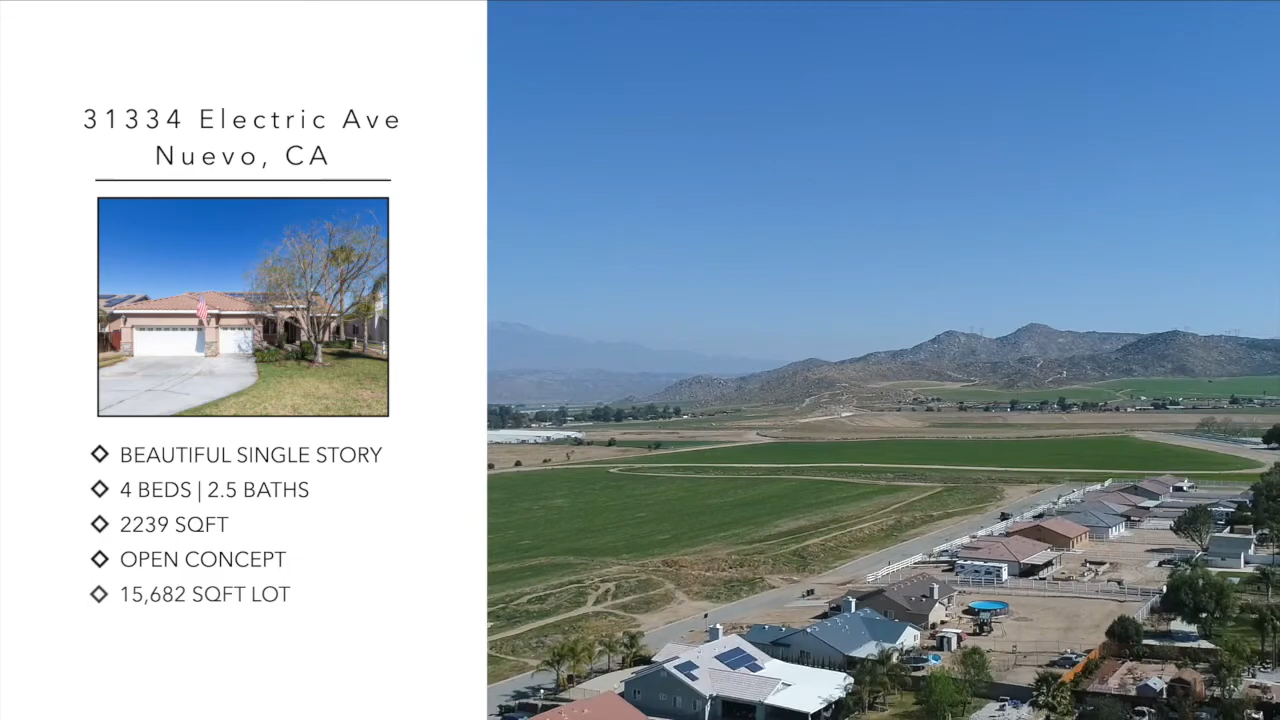 31334 Electric Ave
Nuevo, CA
BEAUTIFUL SINGLE STORY
4 BEDS | 2.5 BATHS
2239 SQFT
OPEN CONCEPT
15,682 SQFT LOT